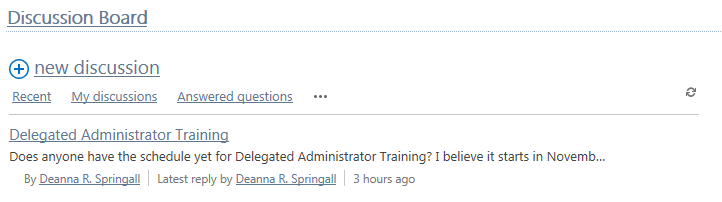 Discussion Board
new discussion
Recent My discussions Answered questions •••
Delegated Administrator Training
Does anyone have the schedule yet for Delegated Administrator Training? I believe it starts in Novemb...
By Deanna R. Springall | Latest reply by Deanna R. Springall | 3 hours ago